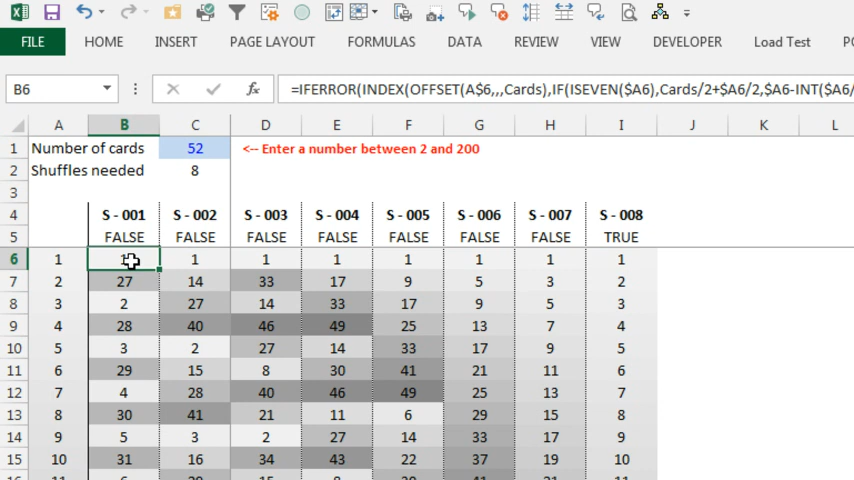 FILE HOME INSERT PAGE LAYOUT FORMULAS DATA REVIEW VIEW DEVELOPER Load Test
B6 fx =IFERROR(INDEX(OFFSET(A$6,,,Cards),IF(ISEVEN($A6),Cards/2+$A6/2,$A6-INT($A6/
A B C D E F G H I J K L
1 Number of cards 52 <-- Enter a number between 2 and 200
2 Shuffles needed 8
3
4 S - 001 S - 002 S - 003 S - 004 S - 005 S - 006 S - 007 S - 008
5 FALSE FALSE FALSE FALSE FALSE FALSE FALSE TRUE
6 1 1 1 1 1 1 1 1 1
7 2 27 14 33 17 9 5 3 2
8 3 2 27 14 33 17 9 5 3
9 4 28 40 46 49 25 13 7 4
10 5 3 2 27 14 33 17 9 5
11 6 29 15 8 30 41 21 11 6
12 7 4 28 40 46 49 25 13 7
13 8 30 41 21 11 6 29 15 8
14 9 5 3 2 27 14 33 17 9
15 10 31 16 34 43 22 37 19 10